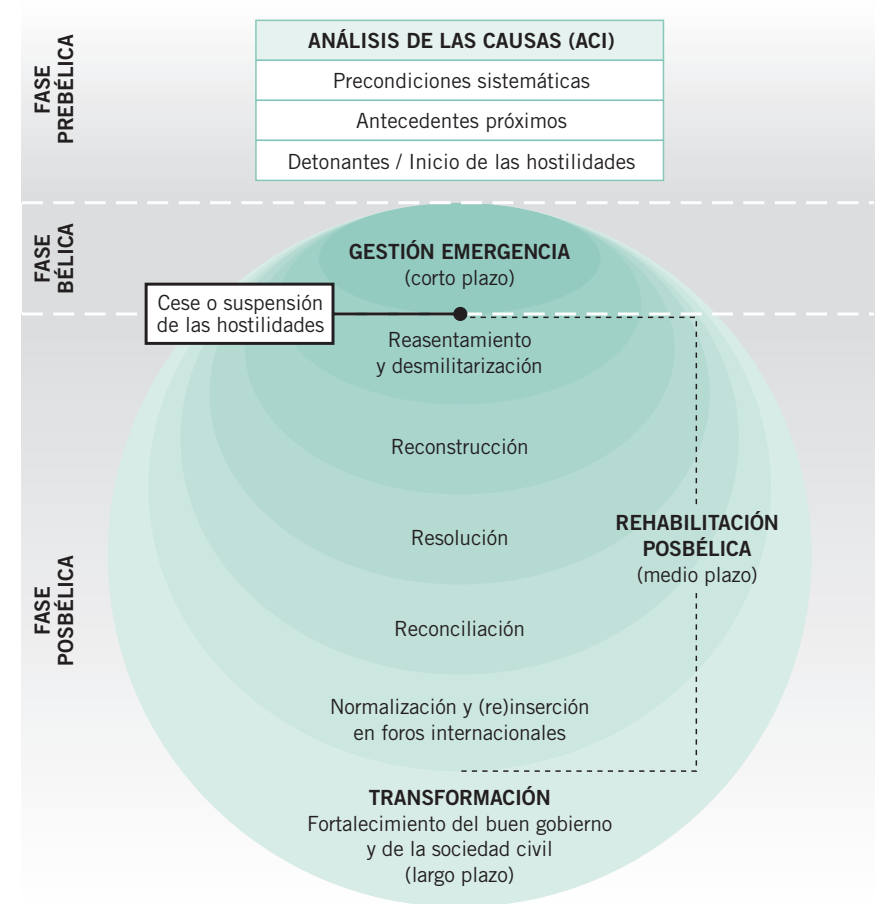 FASE
PREBÉLICA
ANÁLISIS DE LAS CAUSAS (ACI)
Precondiciones sistemáticas
Antecedentes próximos
Detonantes / Inicio de las hostilidades
FASE
BÉLICA
GESTIÓN EMERGENCIA
(corto plazo)
Cese o suspensión
de las hostilidades
FASE
POSBÉLICA
Reasentamiento
y desmilitarización
Reconstrucción
Resolución
Reconciliación
Normalización y (re)inserción
en foros internacionales
REHABILITACIÓN
POSBÉLICA
(medio plazo)
TRANSFORMACIÓN
Fortalecimiento del buen gobierno
y de la sociedad civil
(largo plazo)